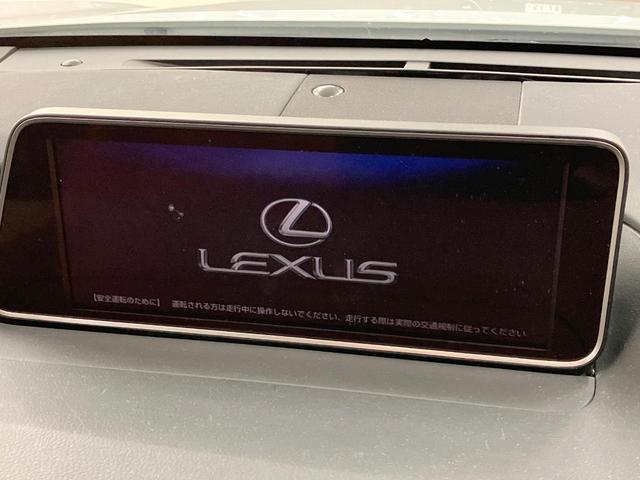 LEXUS
【安全運転のために】 運転される方は走行中に操作しないでください、走行する際は実際の交通規制に従ってください